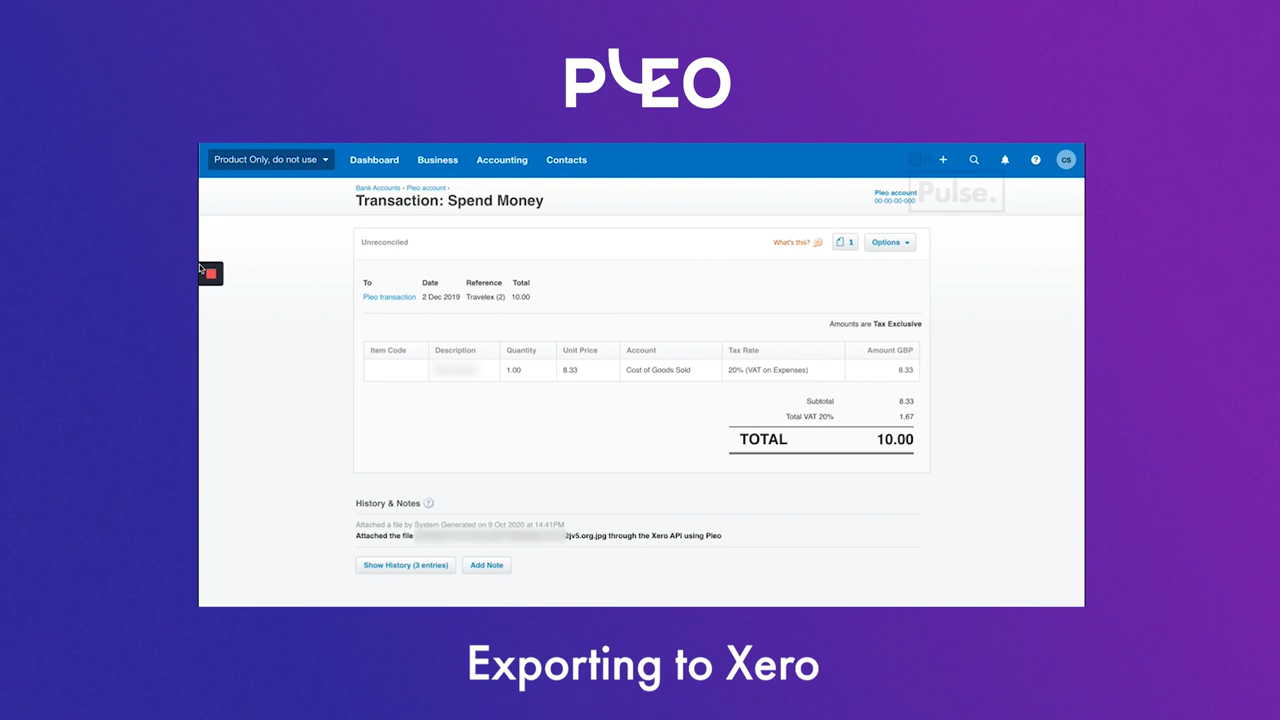 PLEO
Product Only, do not use Dashboard Business Accounting Contacts CS
Bank Accounts › Pleo account ›
Transaction: Spend Money
Pleo account
00-00-00-000
Pulse.
Unreconciled What's this? 1 Options
To Date Reference Total
Pleo transaction 2 Dec 2019 Travelex (2) 10.00
Amounts are Tax Exclusive
Item Code Description Quantity Unit Price Account Tax Rate Amount GBP
1.00 8.33 Cost of Goods Sold 20% (VAT on Expenses) 8.33
Subtotal 8.33
Total VAT 20% 1.67
TOTAL 10.00
History & Notes ?
Attached a file by System Generated on 9 Oct 2020 at 14:41PM
Attached the file 2jv5.org.jpg through the Xero API using Pleo
Show History (3 entries) Add Note
Exporting to Xero